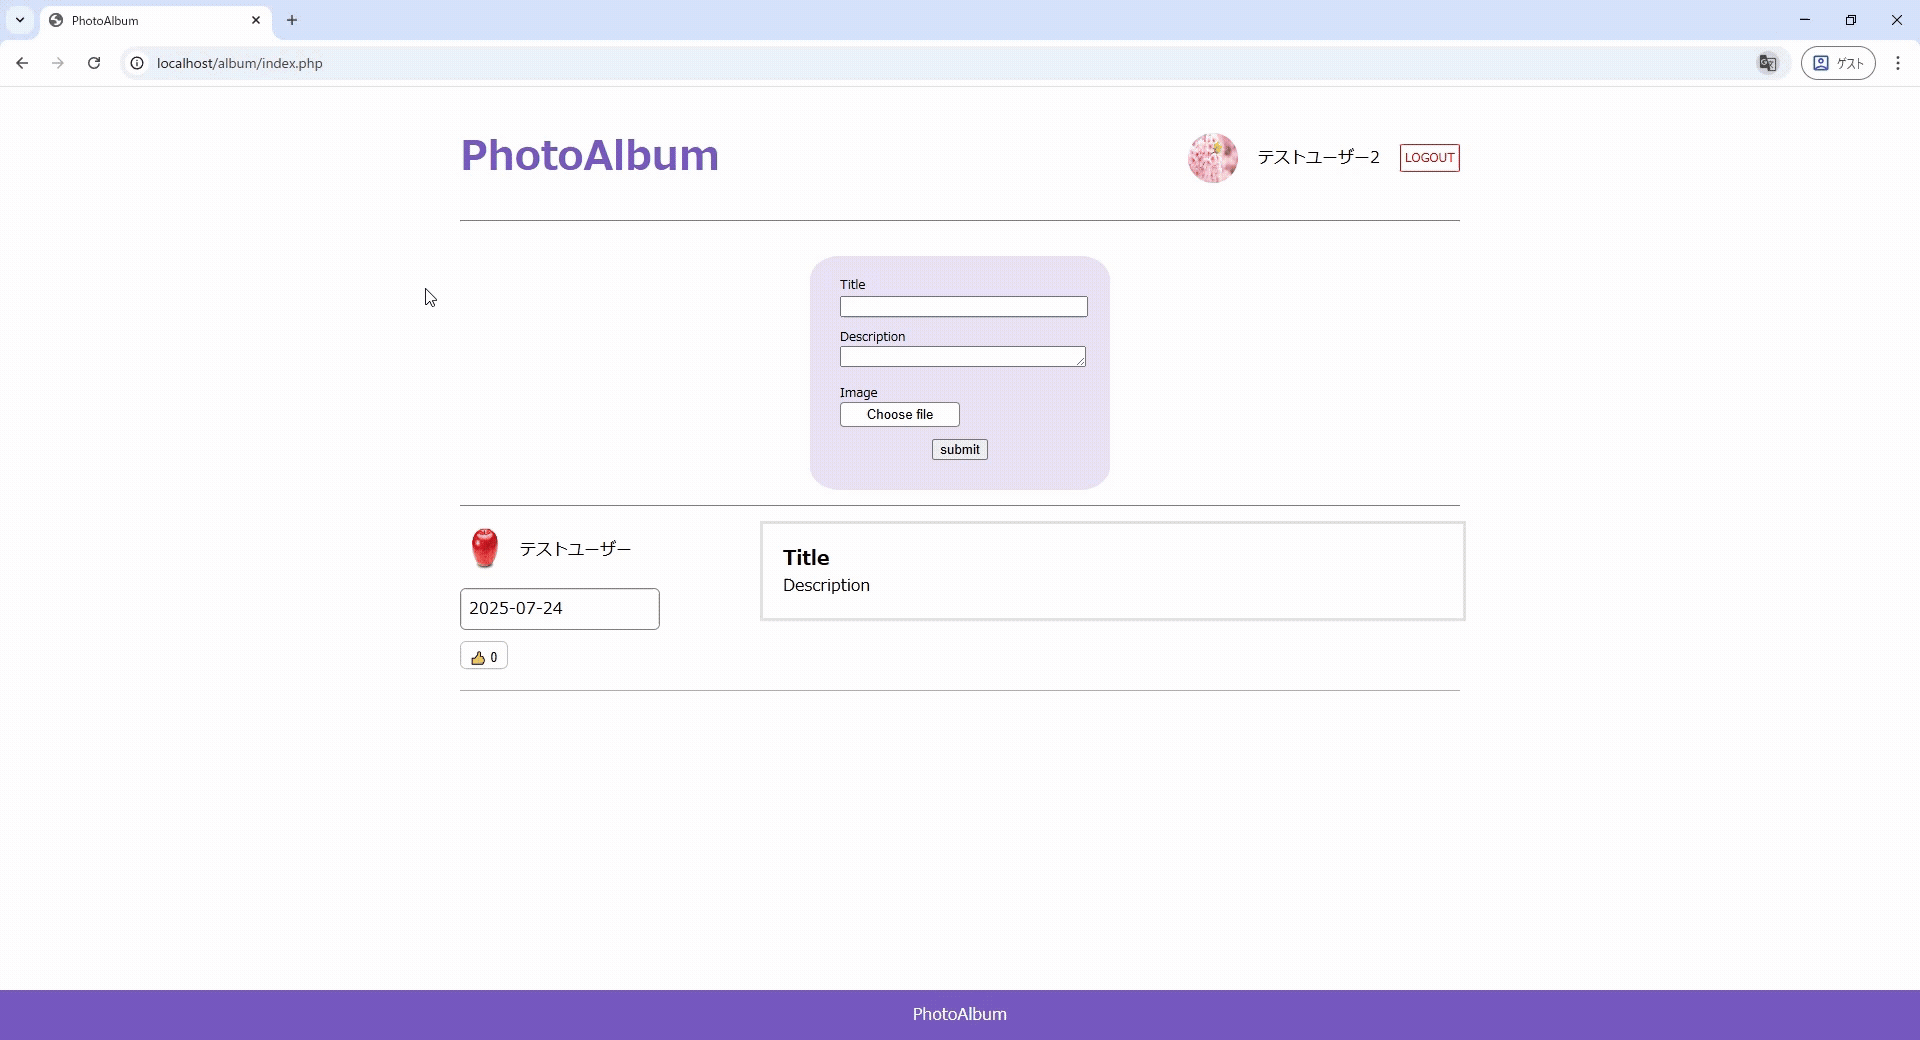 PhotoAlbum
localhost/album/index.php
ゲスト
PhotoAlbum
テストユーザー2
LOGOUT
Title
Description
Image
Choose file
submit
テストユーザー
2025-07-24
0
Title
Description
PhotoAlbum